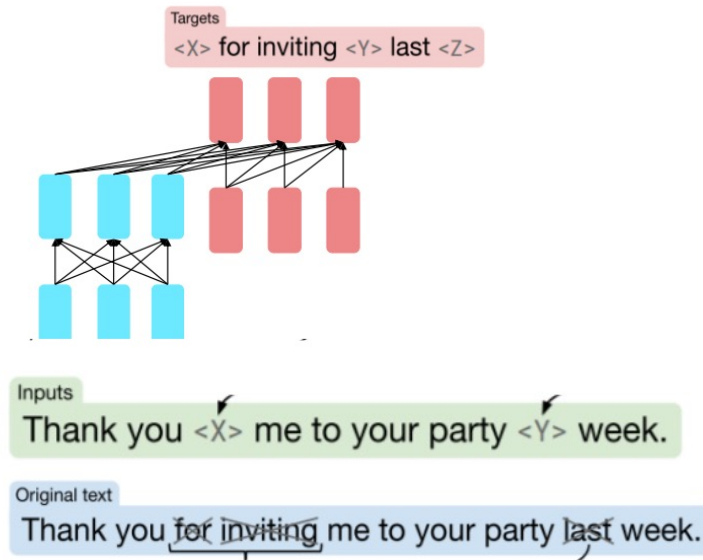 Targets
<X> for inviting <Y> last <Z>
Inputs
Thank you <X> me to your party <Y> week.
Original text
Thank you for inviting me to your party last week.